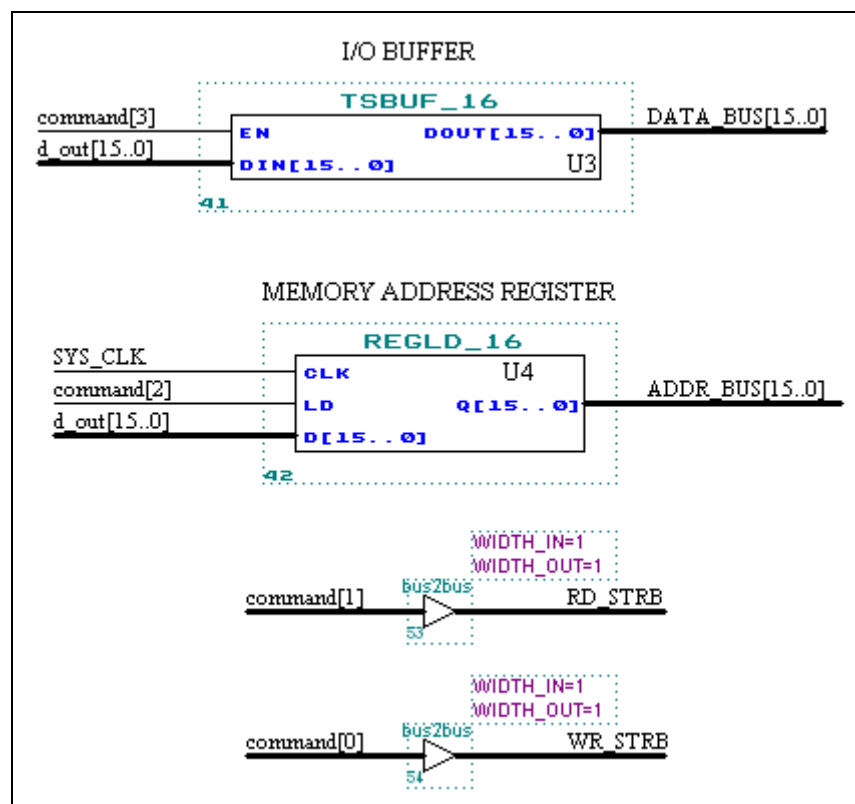 I/O BUFFER
TSBUF_16
command[3]
EN
DOUT[15..0]
DATA_BUS[15..0]
d_out[15..0]
DIN[15..0]
U3
41
MEMORY ADDRESS REGISTER
REGLD_16
SYS_CLK
CLK
U4
command[2]
LD
Q[15..0]
ADDR_BUS[15..0]
d_out[15..0]
D[15..0]
42
WIDTH_IN=1
WIDTH_OUT=1
bus2bus
command[1]
RD_STRB
53
WIDTH_IN=1
WIDTH_OUT=1
bus2bus
command[0]
WR_STRB
54